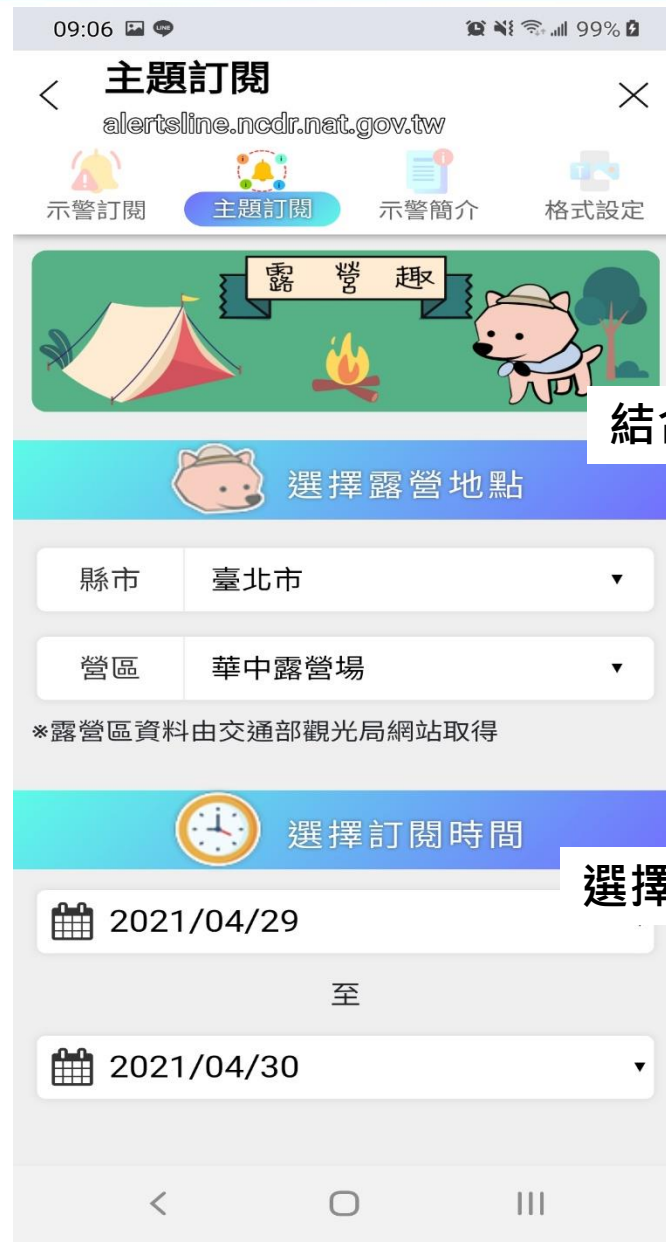 09:06 LINE 99%
主題訂閱
alertsline.ncdr.nat.gov.tw
示警訂閱 主題訂閱 示警簡介 格式設定
露營趣
結合
選擇露營地點
縣市 臺北市
營區 華中露營場
※露營區資料由交通部觀光局網站取得
選擇訂閱時間
選擇
2021/04/29
至
2021/04/30